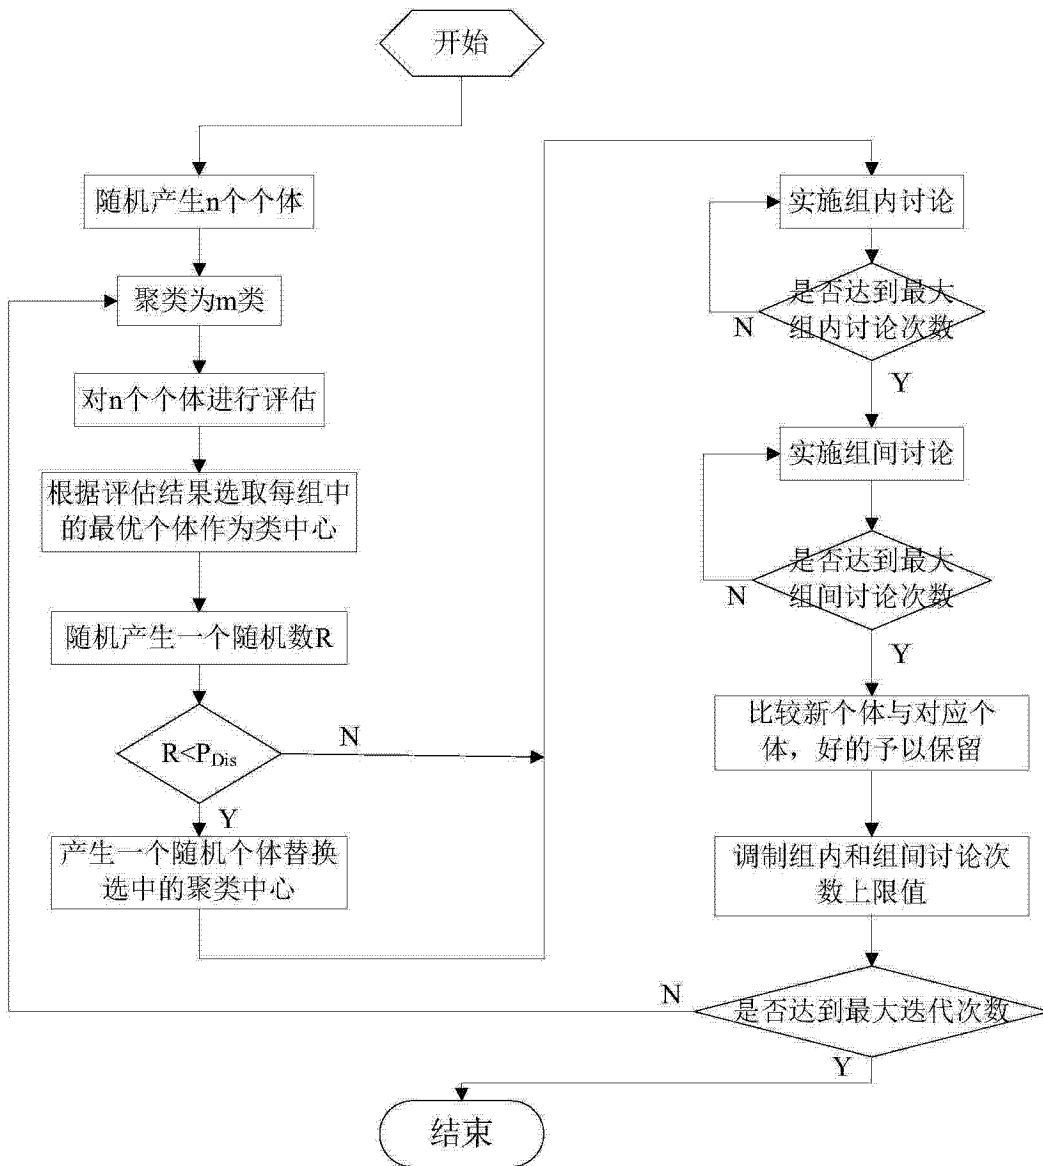 开始
随机产生n个个体
聚类为m类
对n个个体进行评估
根据评估结果选取每组中
的最优个体作为类中心
随机产生一个随机数R
R<P_Dis
N
Y
产生一个随机个体替换
选中的聚类中心
实施组内讨论
是否达到最大
组内讨论次数
N
Y
实施组间讨论
是否达到最大
组间讨论次数
N
Y
比较新个体与对应个
体，好的予以保留
调制组内和组间讨论次
数上限值
是否达到最大迭代次数
N
Y
结束